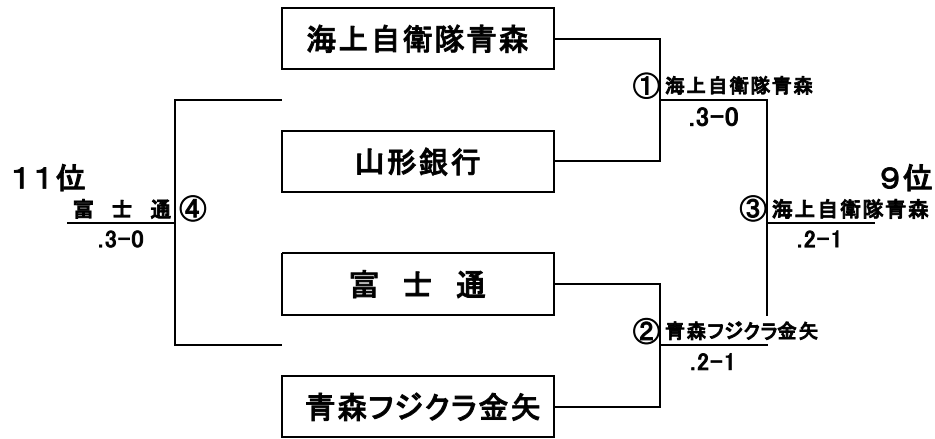 海上自衛隊青森
① 海上自衛隊青森
.3-0
山形銀行
11位
9位
富 士 通 ④
.3-0
③ 海上自衛隊青森
.2-1
富 士 通
② 青森フジクラ金矢
.2-1
青森フジクラ金矢